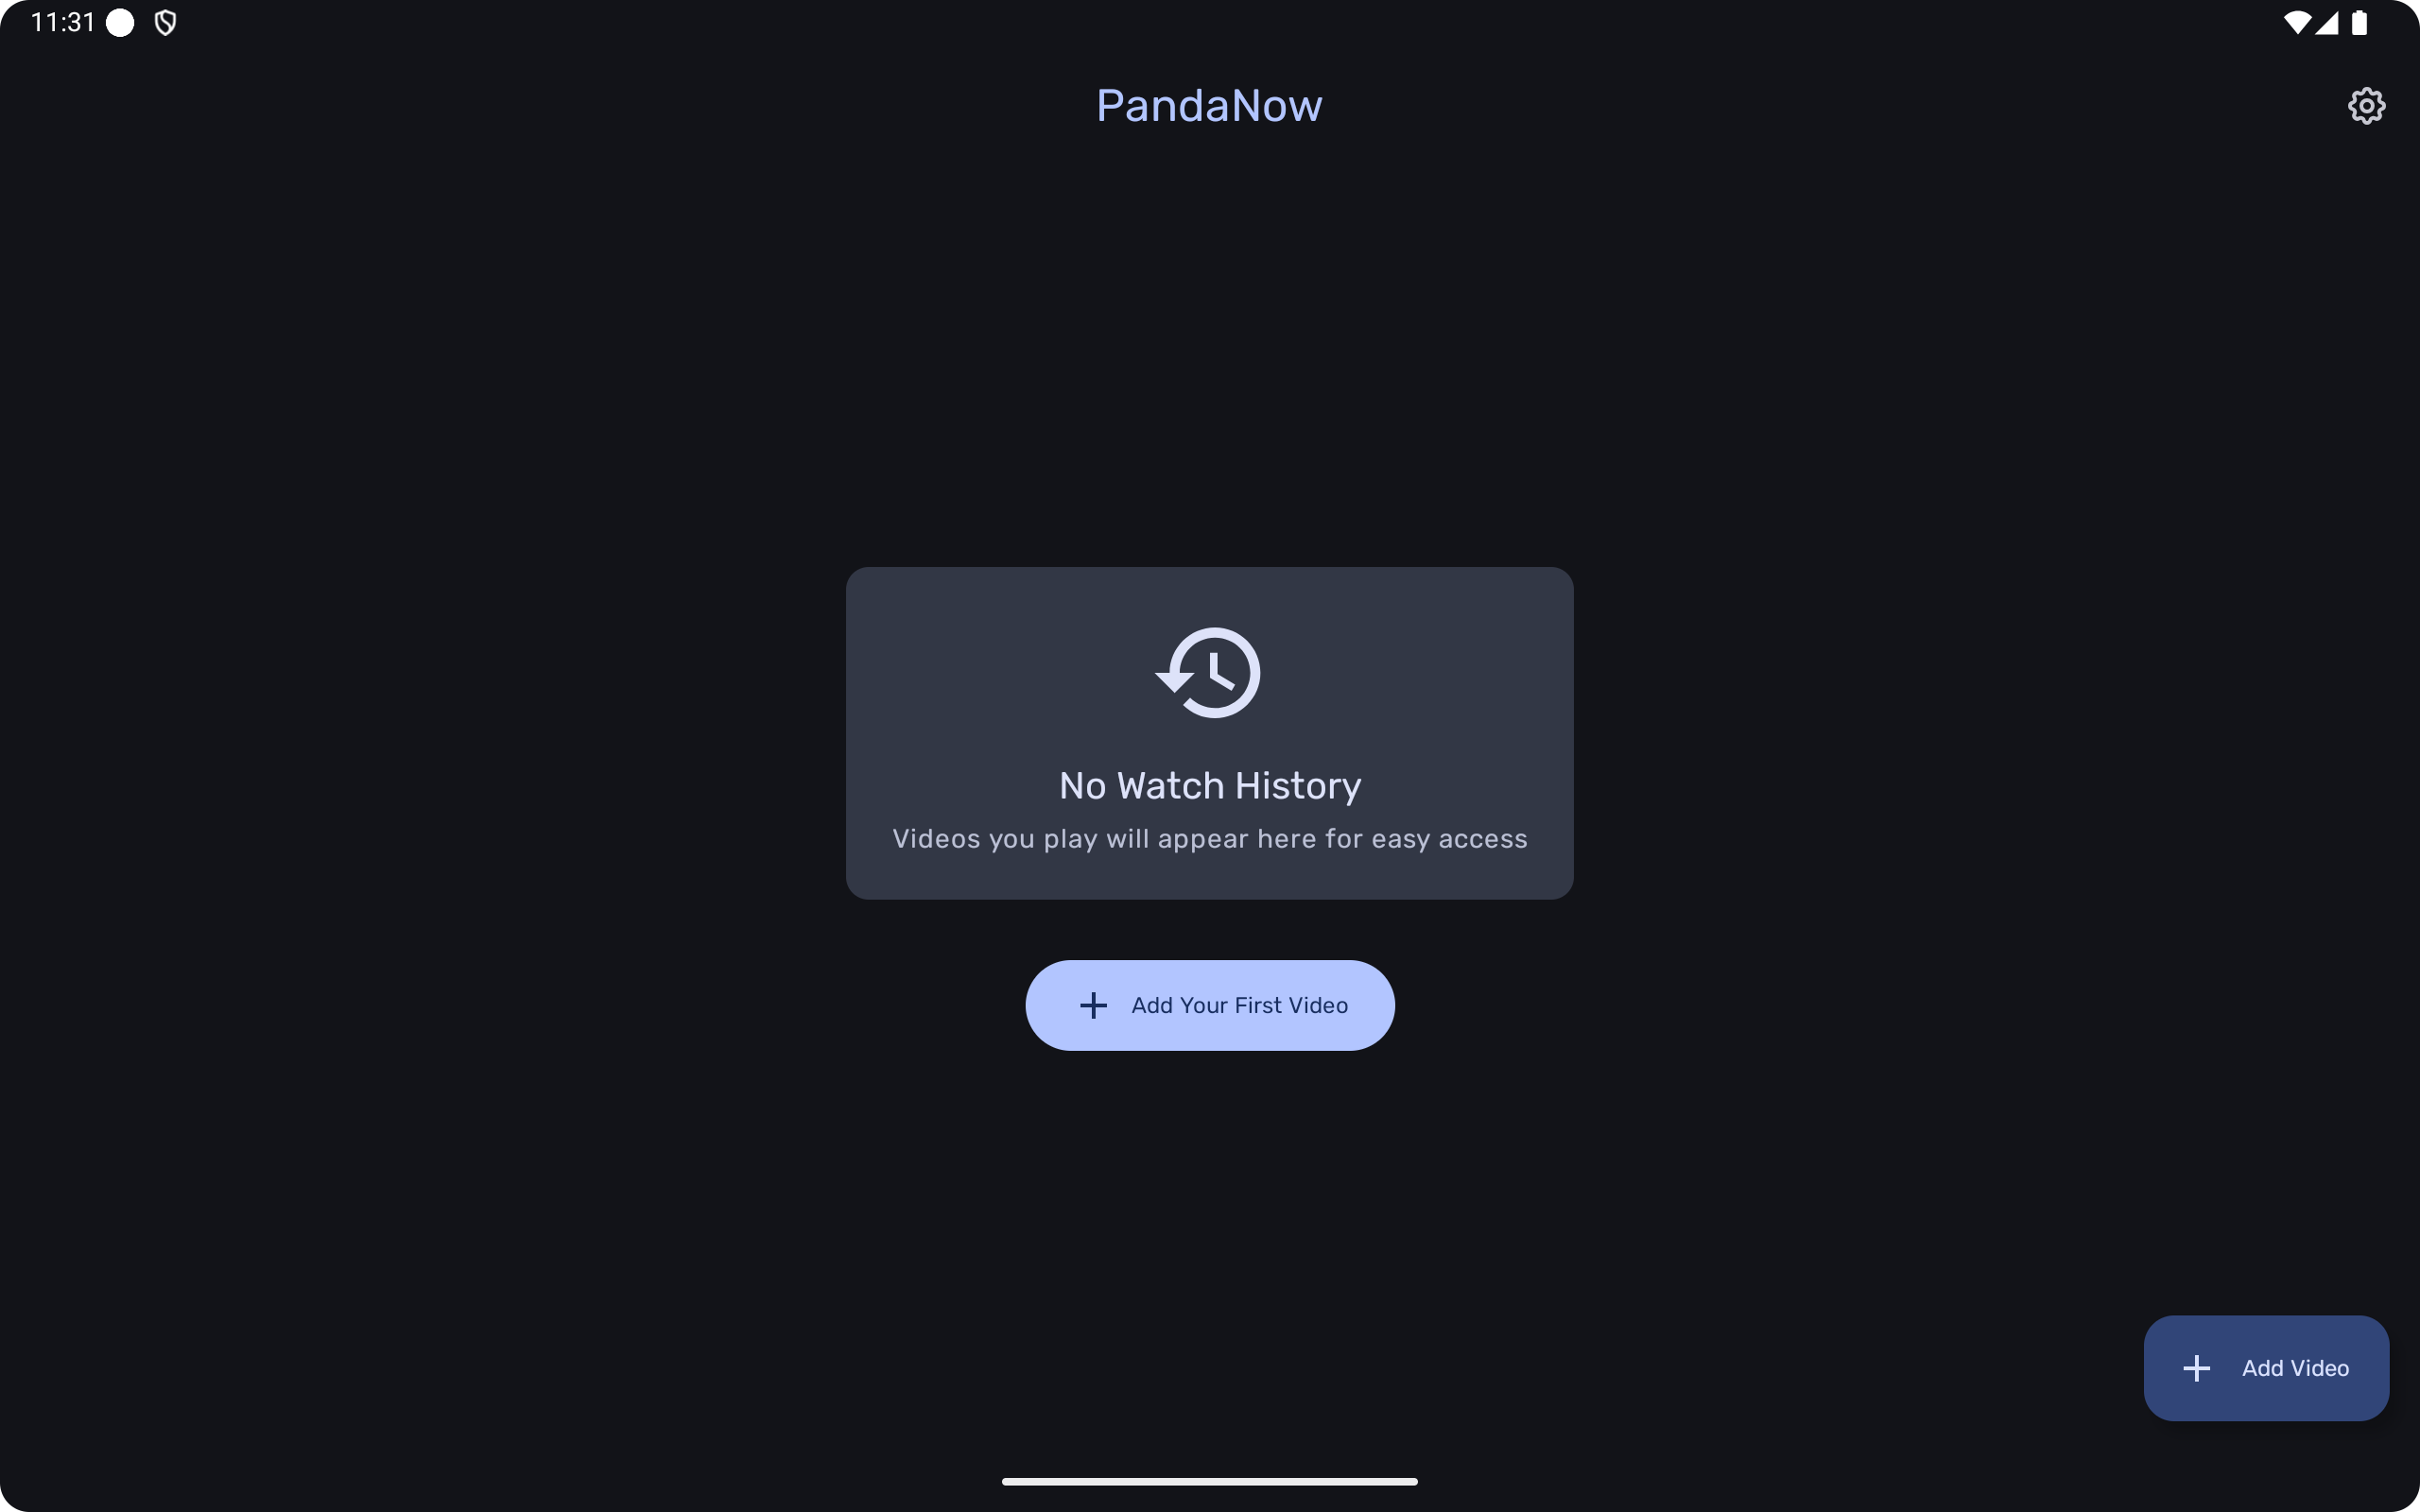 11:31
PandaNow
No Watch History
Videos you play will appear here for easy access
Add Your First Video
Add Video